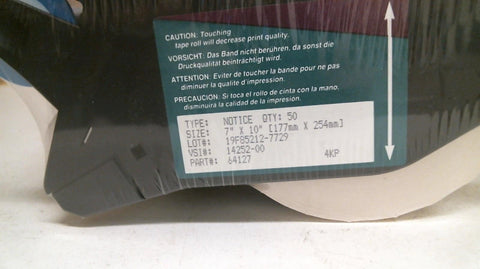 CAUTION: Touching
tape roll will decrease print quality.
VORSICHT: Das Band nicht berühren, da sonst die
Druckqualität beinträchtigt wird.
ATTENTION: Eviter de toucher la bande pour ne pas
diminuer la qualité d'impression.
PRECAUCION: Si toca el rollo de cinta con la mano,
disminuirá la calidad de la impresión.
TYPE: NOTICE QTY: 50
SIZE: 7" X 10" [177mm X 254mm]
LOT#: 19F85212-7729
VSI#: 14252-00
PART#: 64127 4KP